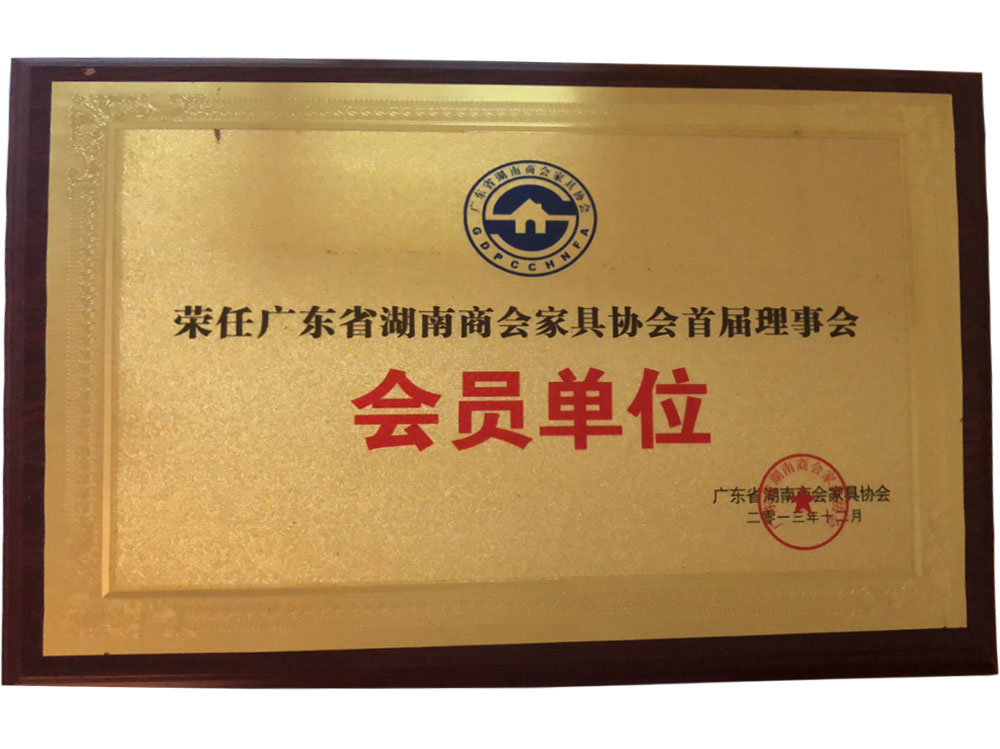 广东省湖南商会家具协会
GDPCCHNFA
荣任广东省湖南商会家具协会首届理事会
会员单位
广东省湖南商会家具协会
二零一三年十二月